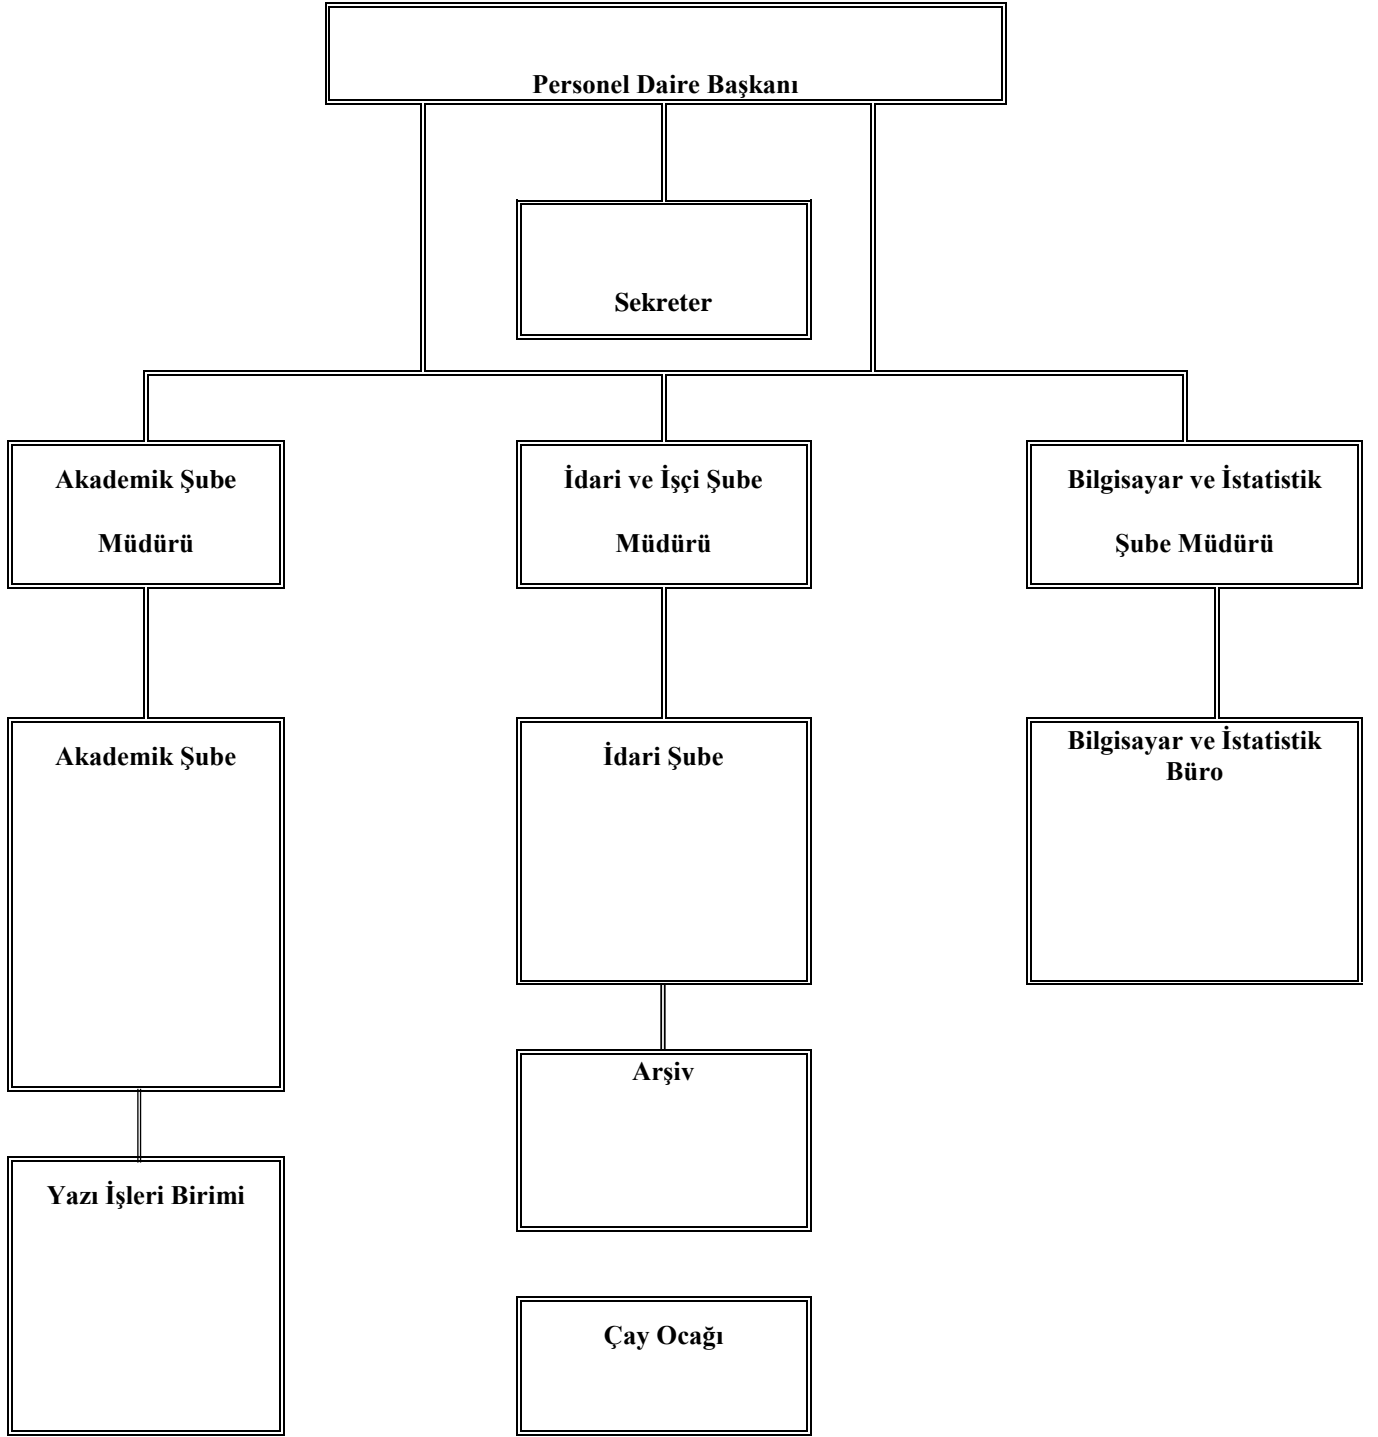 Personel Daire Başkanı
Sekreter
Akademik Şube
Müdürü
İdari ve İşçi Şube
Müdürü
Bilgisayar ve İstatistik
Şube Müdürü
Akademik Şube
İdari Şube
Bilgisayar ve İstatistik
Büro
Arşiv
Yazı İşleri Birimi
Çay Ocağı